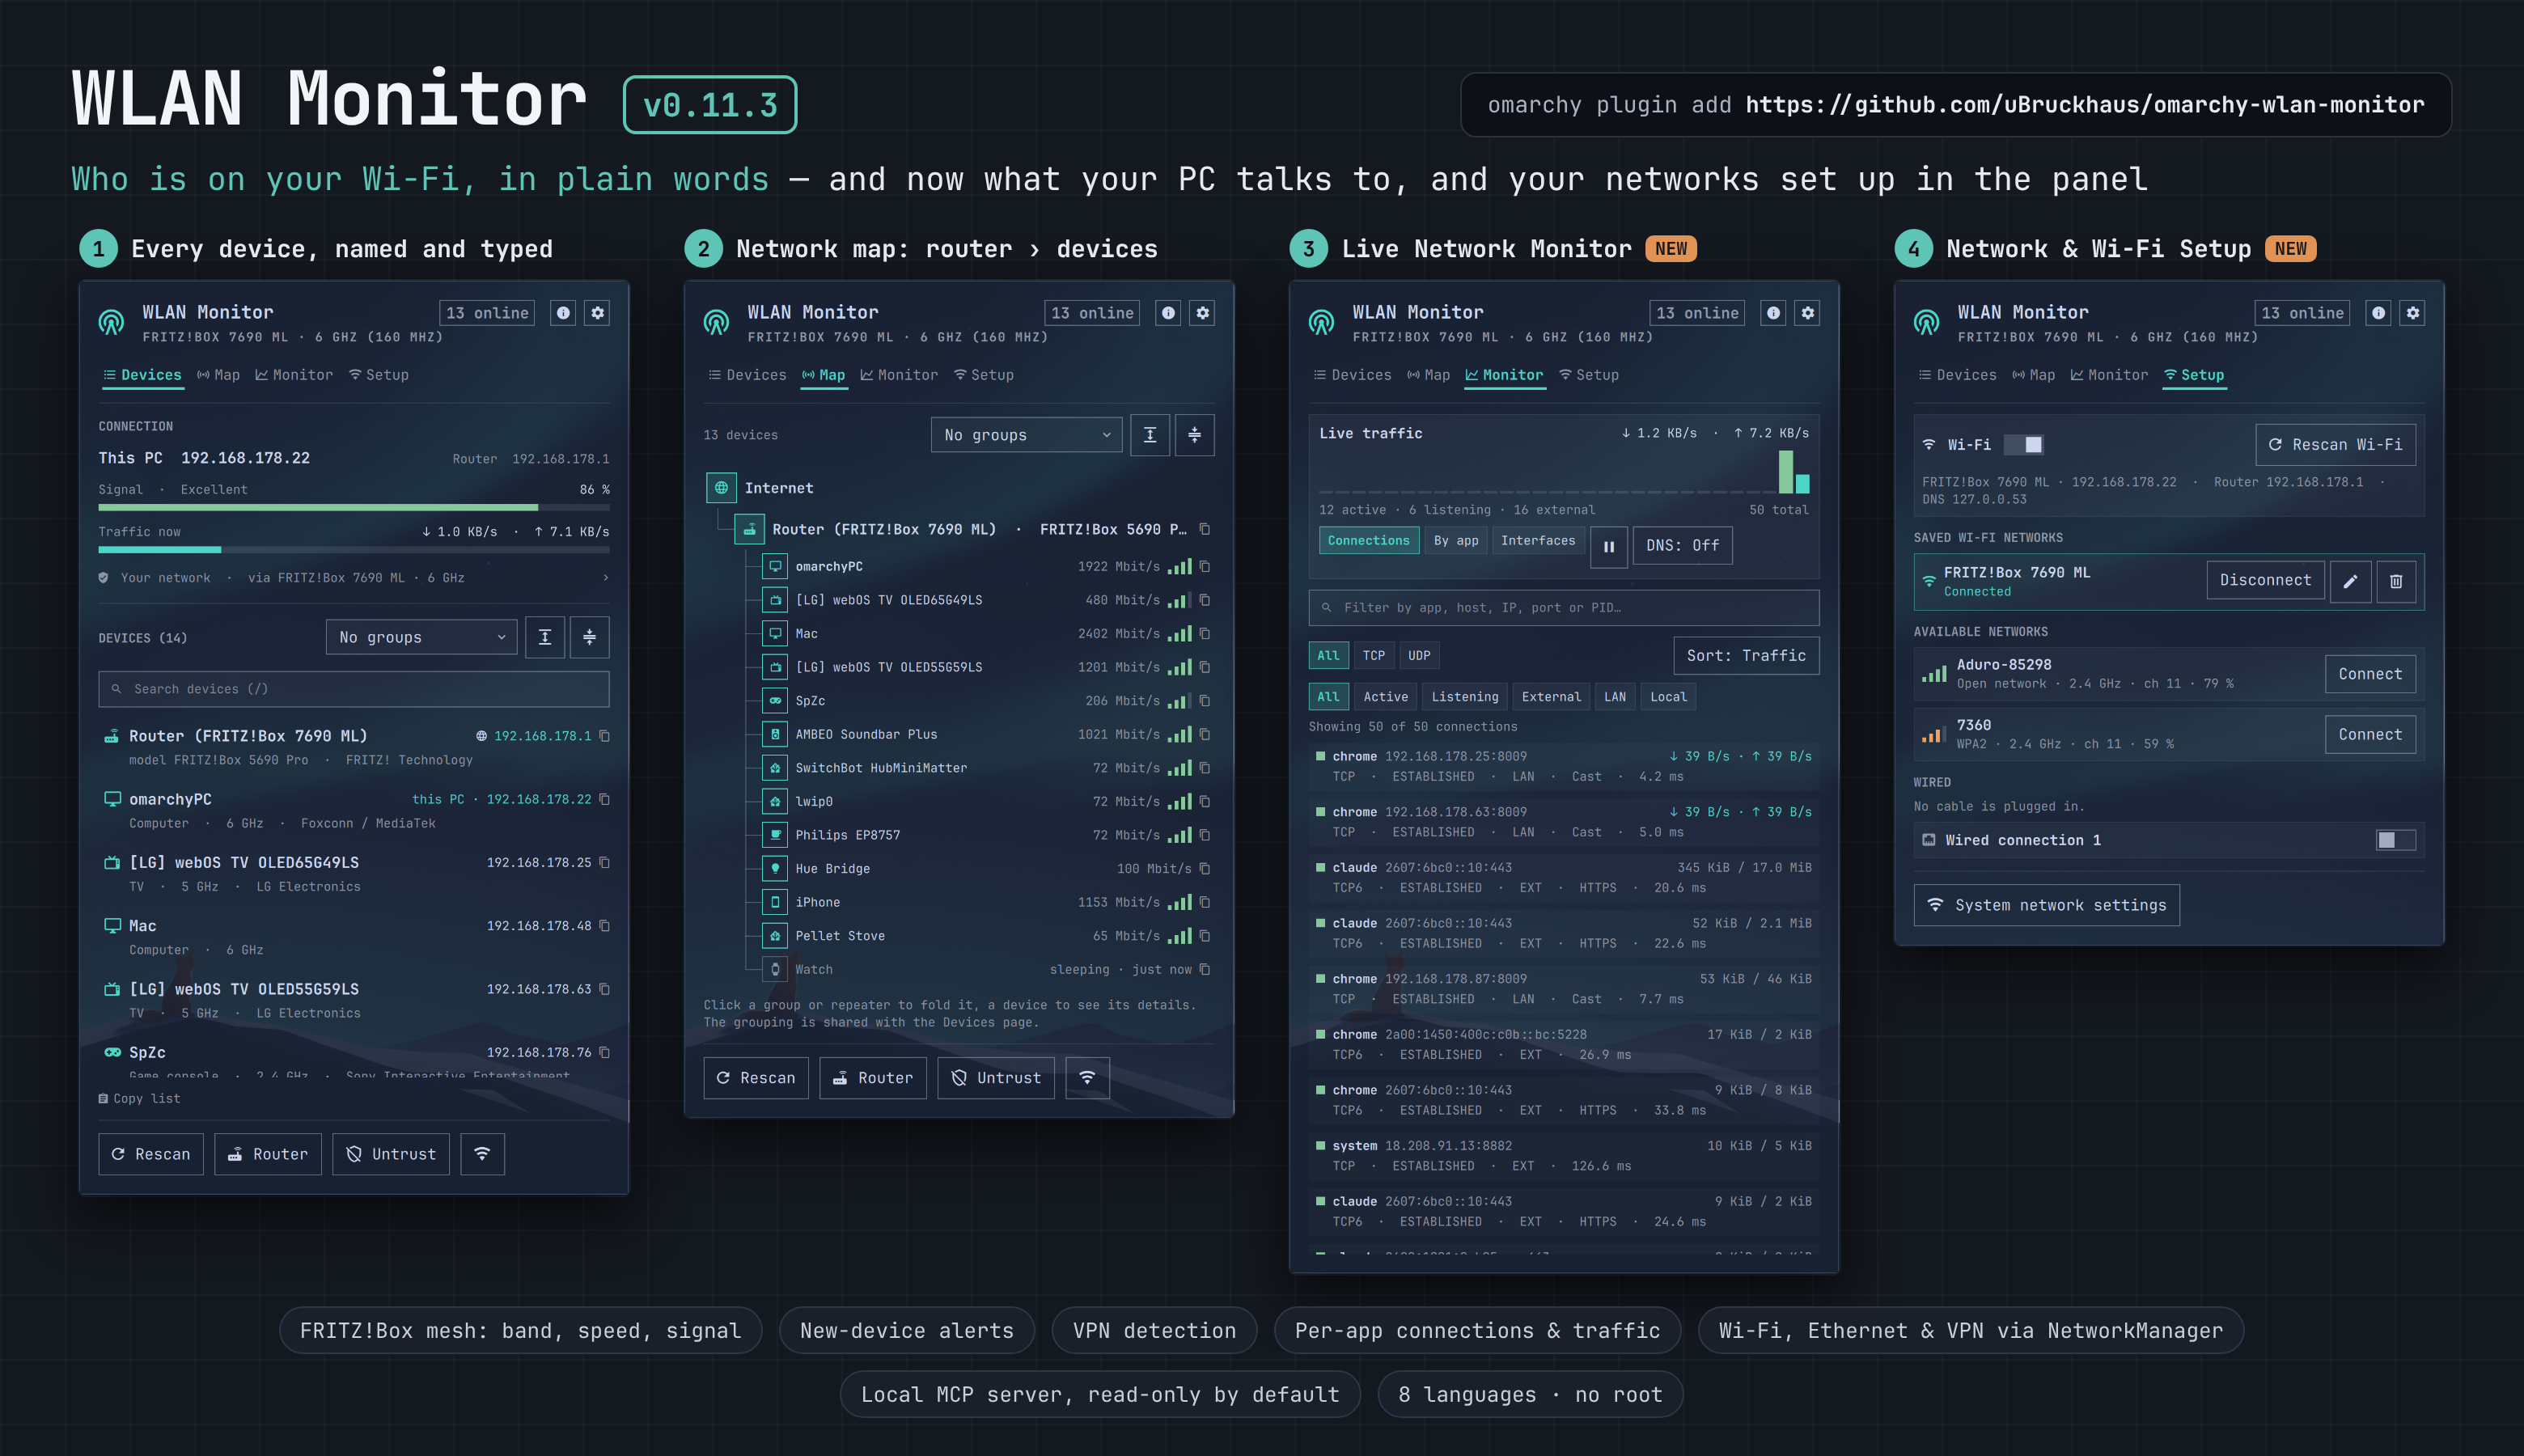 WLAN Monitor v0.11.3
omarchy plugin add https://github.com/uBruckhaus/omarchy-wlan-monitor
Who is on your Wi-Fi, in plain words — and now what your PC talks to, and your networks set up in the panel
1 Every device, named and typed
WLAN Monitor
13 online
FRITZ!BOX 7690 ML · 6 GHZ (160 MHZ)
Devices Map Monitor Setup
CONNECTION
This PC 192.168.178.22 Router 192.168.178.1
Signal · Excellent 86 %
Traffic now ↓ 1.0 KB/s · ↑ 7.1 KB/s
Your network · via FRITZ!Box 7690 ML · 6 GHz ›
DEVICES (14) No groups
Search devices (/)
Router (FRITZ!Box 7690 ML) 192.168.178.1
model FRITZ!Box 5690 Pro · FRITZ! Technology
omarchyPC this PC · 192.168.178.22
Computer · 6 GHz · Foxconn / MediaTek
[LG] webOS TV OLED65G49LS 192.168.178.25
TV · 5 GHz · LG Electronics
Mac 192.168.178.48
Computer · 6 GHz
[LG] webOS TV OLED55G59LS 192.168.178.63
TV · 5 GHz · LG Electronics
SpZc 192.168.178.76
Game console · 2.4 GHz · Sony Interactive Entertainment
Copy list
Rescan Router Untrust
2 Network map: router › devices
WLAN Monitor
13 online
FRITZ!BOX 7690 ML · 6 GHZ (160 MHZ)
Devices Map Monitor Setup
13 devices No groups
Internet
Router (FRITZ!Box 7690 ML) · FRITZ!Box 5690 P…
omarchyPC 1922 Mbit/s
[LG] webOS TV OLED65G49LS 480 Mbit/s
Mac 2402 Mbit/s
[LG] webOS TV OLED55G59LS 1201 Mbit/s
SpZc 206 Mbit/s
AMBEO Soundbar Plus 1021 Mbit/s
SwitchBot HubMiniMatter 72 Mbit/s
lwip0 72 Mbit/s
Philips EP8757 72 Mbit/s
Hue Bridge 100 Mbit/s
iPhone 1153 Mbit/s
Pellet Stove 65 Mbit/s
Watch sleeping · just now
Click a group or repeater to fold it, a device to see its details.
The grouping is shared with the Devices page.
Rescan Router Untrust
3 Live Network Monitor NEW
WLAN Monitor
13 online
FRITZ!BOX 7690 ML · 6 GHZ (160 MHZ)
Devices Map Monitor Setup
Live traffic ↓ 1.2 KB/s · ↑ 7.2 KB/s
12 active · 6 listening · 16 external 50 total
Connections By app Interfaces DNS: Off
Filter by app, host, IP, port or PID…
All TCP UDP Sort: Traffic
All Active Listening External LAN Local
Showing 50 of 50 connections
chrome 192.168.178.25:8009 ↓ 39 B/s · ↑ 39 B/s
TCP · ESTABLISHED · LAN · Cast · 4.2 ms
chrome 192.168.178.63:8009 ↓ 39 B/s · ↑ 39 B/s
TCP · ESTABLISHED · LAN · Cast · 5.0 ms
claude 2607:6bc0::10:443 345 KiB / 17.0 MiB
TCP6 · ESTABLISHED · EXT · HTTPS · 20.6 ms
claude 2607:6bc0::10:443 52 KiB / 2.1 MiB
TCP6 · ESTABLISHED · EXT · HTTPS · 22.6 ms
chrome 192.168.178.87:8009 53 KiB / 46 KiB
TCP · ESTABLISHED · LAN · Cast · 7.7 ms
chrome 2a00:1450:400c:c0b::bc:5228 17 KiB / 2 KiB
TCP6 · ESTABLISHED · EXT · 26.9 ms
chrome 2607:6bc0::10:443 9 KiB / 8 KiB
TCP6 · ESTABLISHED · EXT · HTTPS · 33.8 ms
system 18.208.91.13:8882 10 KiB / 5 KiB
TCP · ESTABLISHED · EXT · 126.6 ms
claude 2607:6bc0::10:443 9 KiB / 2 KiB
TCP6 · ESTABLISHED · EXT · HTTPS · 24.6 ms
4 Network & Wi-Fi Setup NEW
WLAN Monitor
13 online
FRITZ!BOX 7690 ML · 6 GHZ (160 MHZ)
Devices Map Monitor Setup
Wi-Fi Rescan Wi-Fi
FRITZ!Box 7690 ML · 192.168.178.22 · Router 192.168.178.1 ·
DNS 127.0.0.53
SAVED WI-FI NETWORKS
FRITZ!Box 7690 ML
Connected
Disconnect
AVAILABLE NETWORKS
Aduro-85298
Open network · 2.4 GHz · ch 11 · 79 %
Connect
7360
WPA2 · 2.4 GHz · ch 11 · 59 %
Connect
WIRED
No cable is plugged in.
Wired connection 1
System network settings
FRITZ!Box mesh: band, speed, signal
New-device alerts
VPN detection
Per-app connections & traffic
Wi-Fi, Ethernet & VPN via NetworkManager
Local MCP server, read-only by default
8 languages · no root